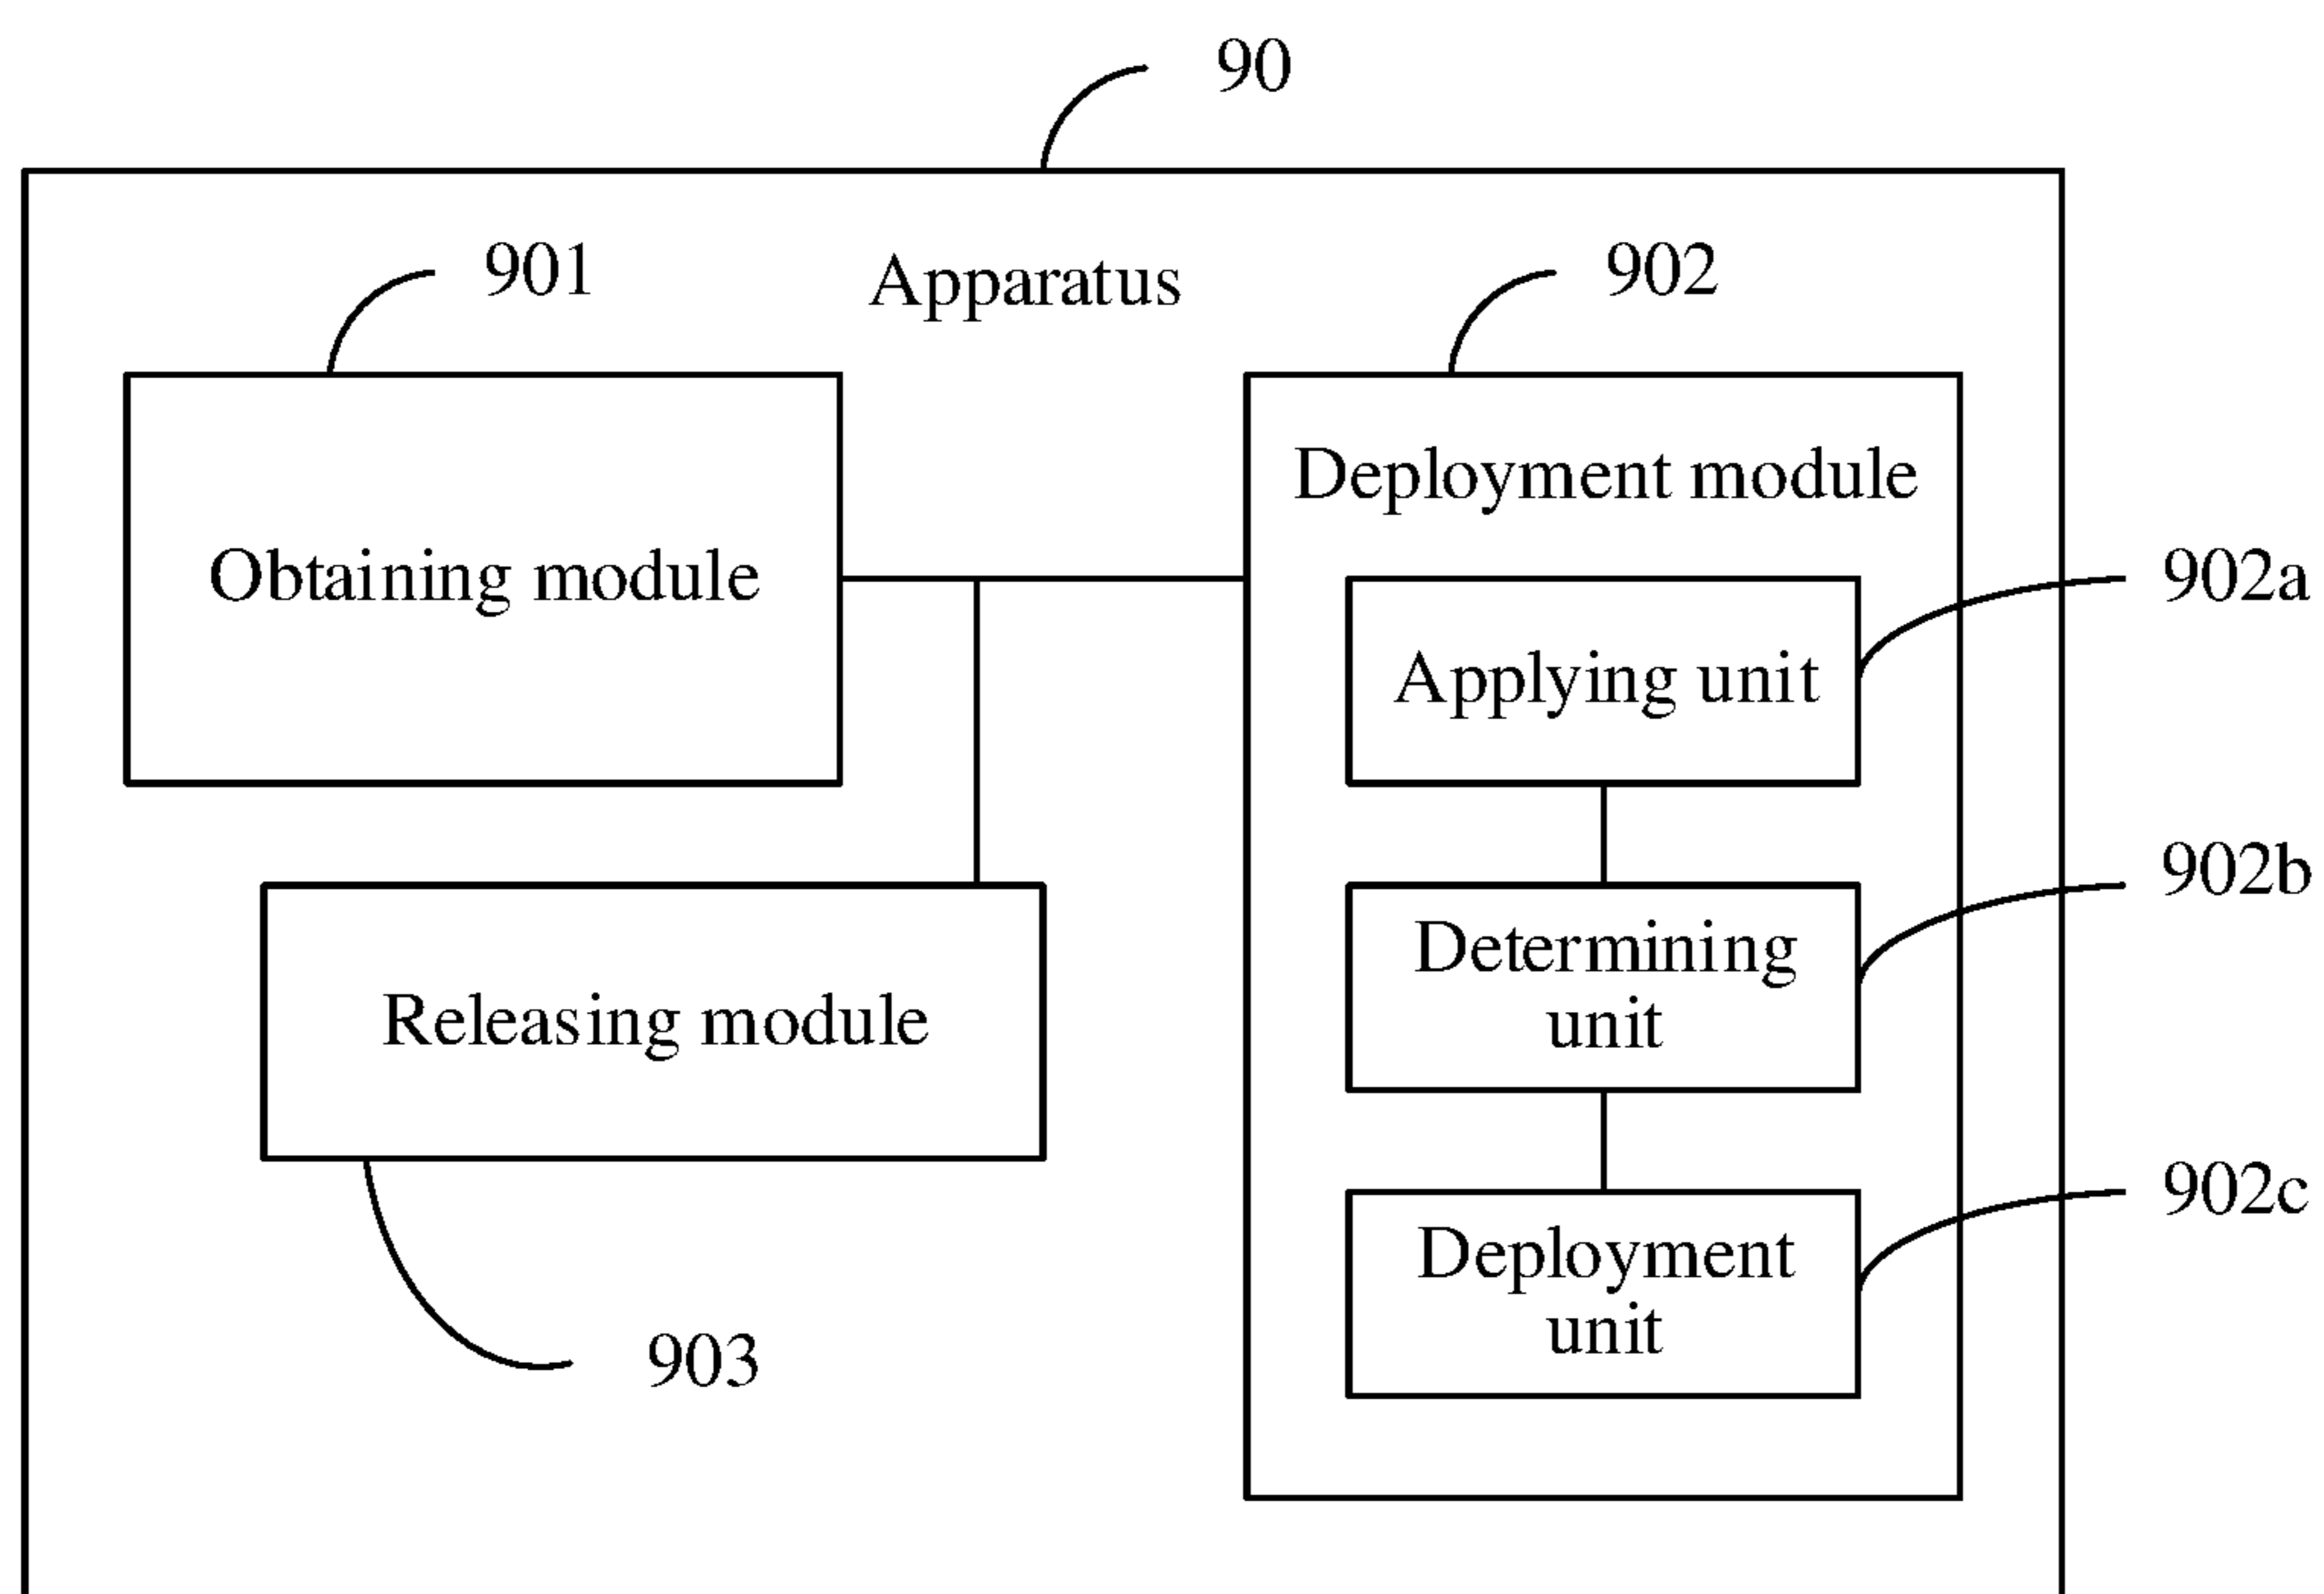 90
901
Apparatus
902
Deployment module
Obtaining module
902a
Applying unit
902b
Determining
unit
Releasing module
902c
Deployment
unit
903